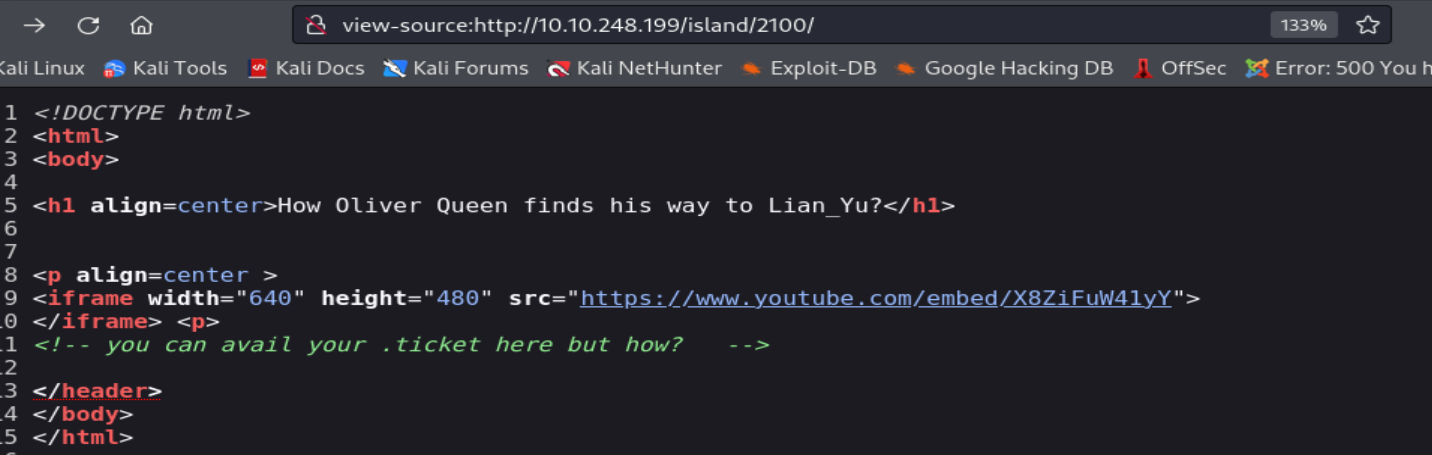 view-source:http://10.10.248.199/island/2100/ 133%
Kali Linux Kali Tools Kali Docs Kali Forums Kali NetHunter Exploit-DB Google Hacking DB OffSec Error: 500 You h
1 <!DOCTYPE html>
2 <html>
3 <body>
4
5 <h1 align=center>How Oliver Queen finds his way to Lian_Yu?</h1>
6
7
8 <p align=center >
9 <iframe width="640" height="480" src="https://www.youtube.com/embed/X8ZiFuW41yY">
10 </iframe> <p>
11 <!-- you can avail your .ticket here but how?   -->
12
13 </header>
14 </body>
15 </html>